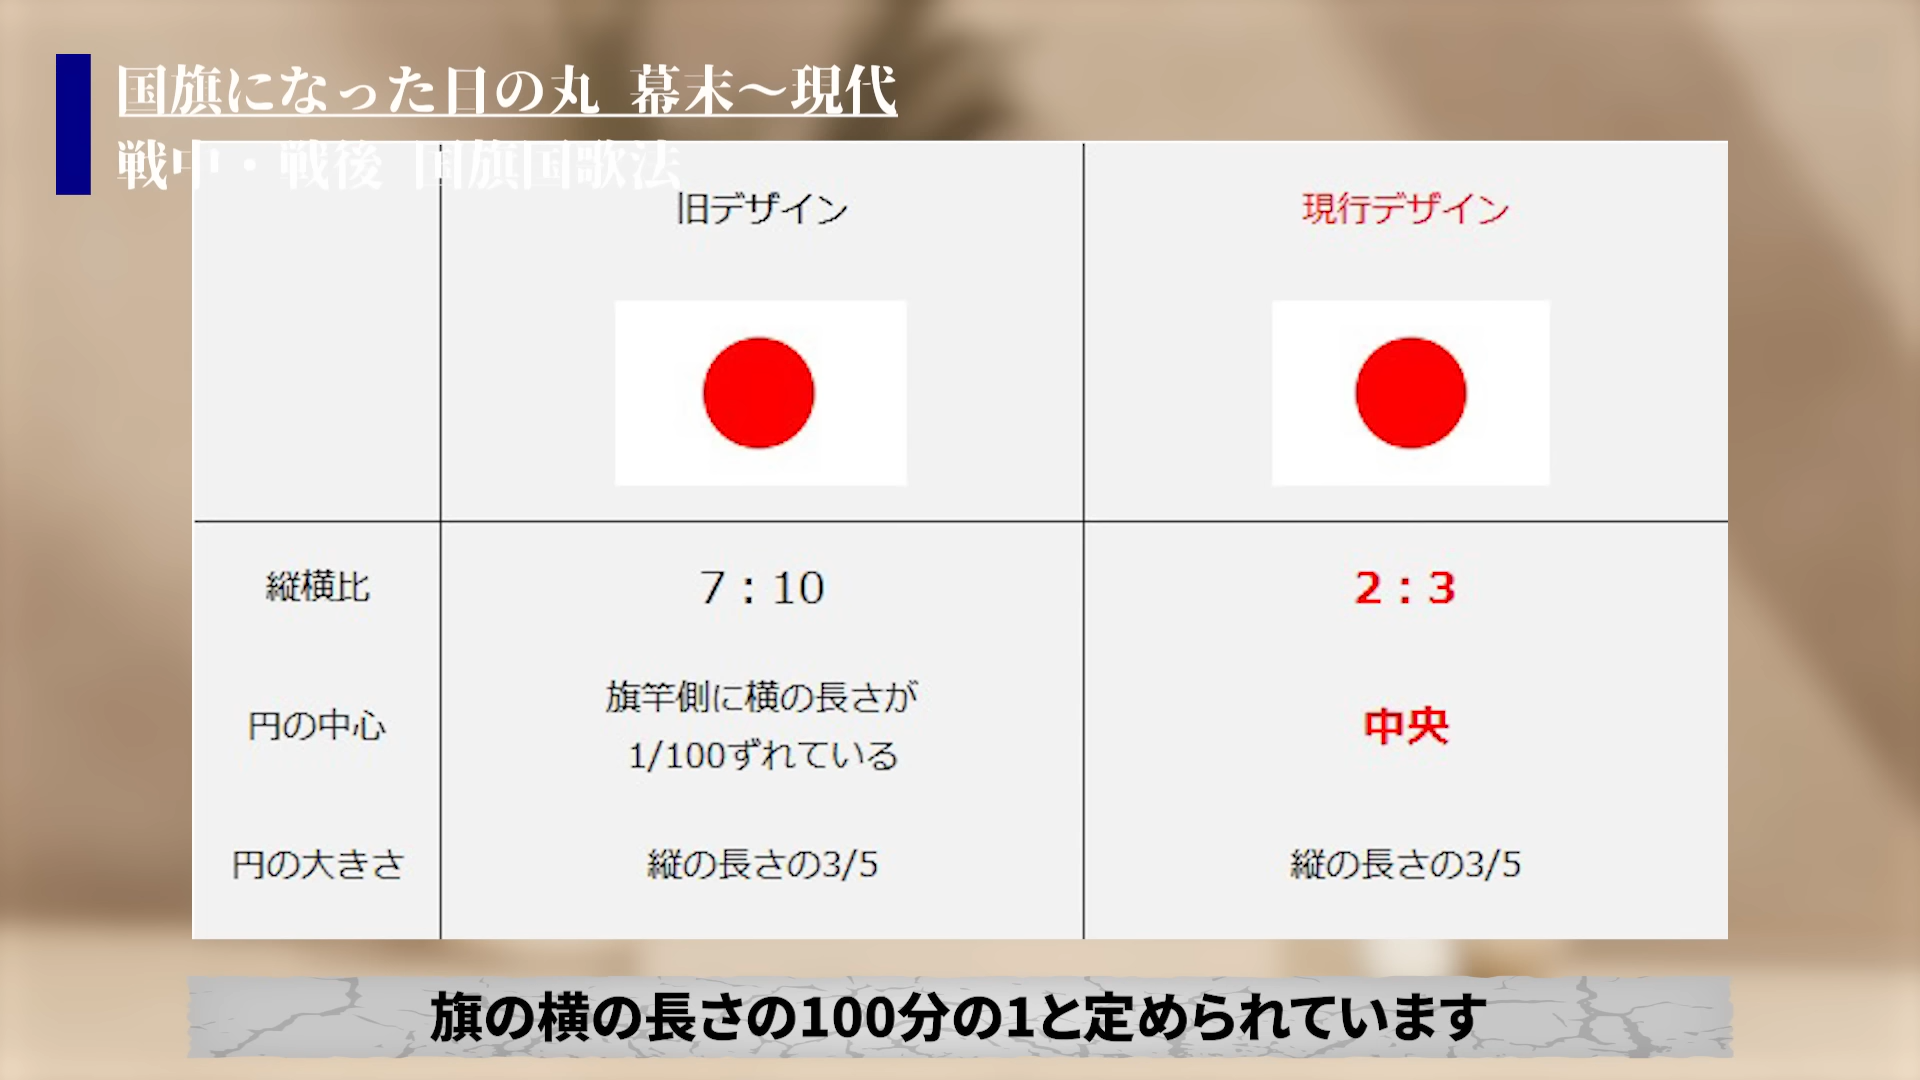 国旗になった日の丸 幕末～現代
戦中・戦後 国旗国歌法
旧デザイン
現行デザイン
縦横比
7：10
2：3
円の中心
旗竿側に横の長さが
1/100ずれている
中央
円の大きさ
縦の長さの3/5
縦の長さの3/5
旗の横の長さの100分の1と定められています